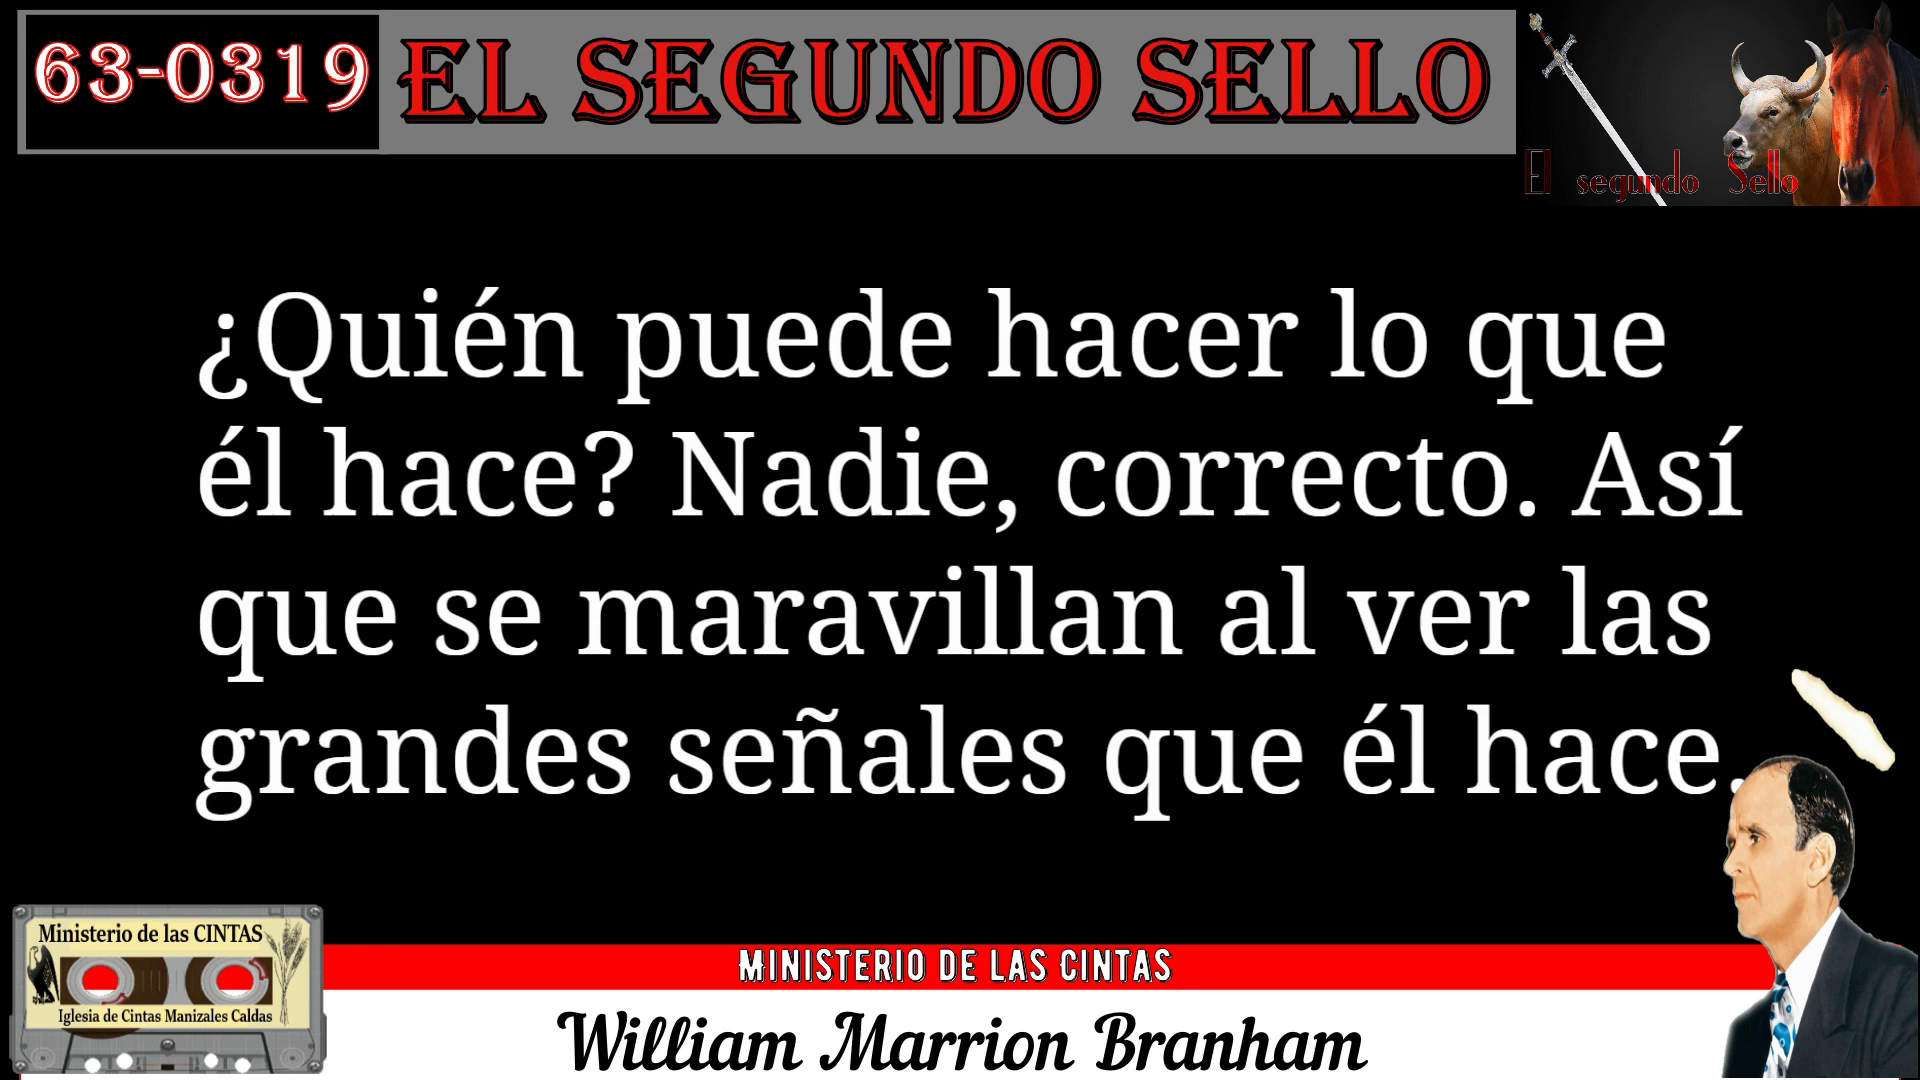 63-0319
EL SEGUNDO SELLO
El segundo Sello
¿Quién puede hacer lo que
él hace? Nadie, correcto. Así
que se maravillan al ver las
grandes señales que él hace.
Ministerio de las CINTAS
Iglesia de Cintas Manizales Caldas
MINISTERIO DE LAS CINTAS
William Marrion Branham